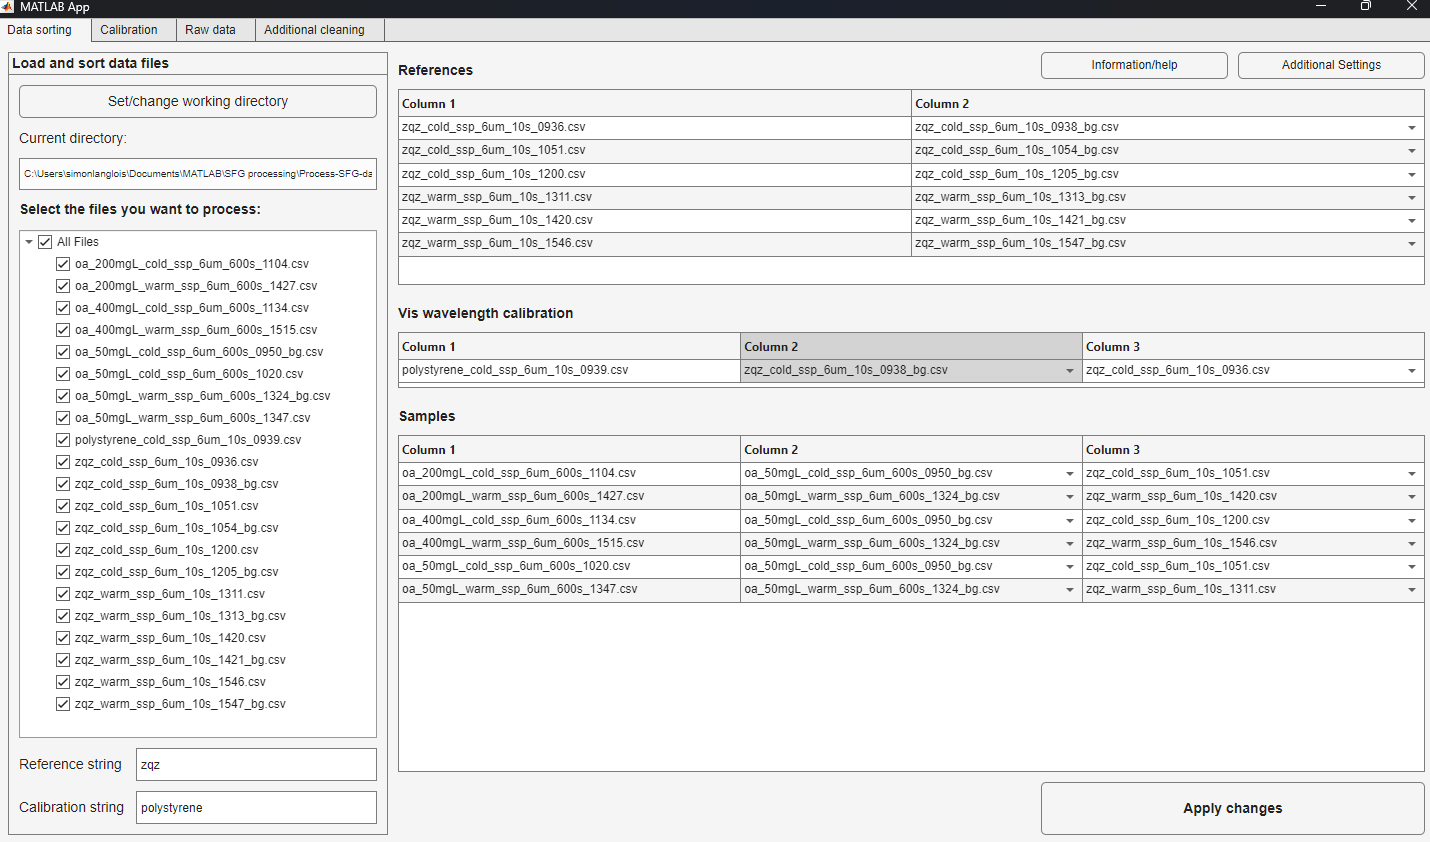 MATLAB App
Data sorting
Calibration
Raw data
Additional cleaning
Load and sort data files
Set/change working directory
Current directory:
C:\Users\simonlanglois\Documents\MATLAB\SFG processing\Process-SFG-da
Select the files you want to process:
All Files
oa_200mgL_cold_ssp_6um_600s_1104.csv
oa_200mgL_warm_ssp_6um_600s_1427.csv
oa_400mgL_cold_ssp_6um_600s_1134.csv
oa_400mgL_warm_ssp_6um_600s_1515.csv
oa_50mgL_cold_ssp_6um_600s_0950_bg.csv
oa_50mgL_cold_ssp_6um_600s_1020.csv
oa_50mgL_warm_ssp_6um_600s_1324_bg.csv
oa_50mgL_warm_ssp_6um_600s_1347.csv
polystyrene_cold_ssp_6um_10s_0939.csv
zqz_cold_ssp_6um_10s_0936.csv
zqz_cold_ssp_6um_10s_0938_bg.csv
zqz_cold_ssp_6um_10s_1051.csv
zqz_cold_ssp_6um_10s_1054_bg.csv
zqz_cold_ssp_6um_10s_1200.csv
zqz_cold_ssp_6um_10s_1205_bg.csv
zqz_warm_ssp_6um_10s_1311.csv
zqz_warm_ssp_6um_10s_1313_bg.csv
zqz_warm_ssp_6um_10s_1420.csv
zqz_warm_ssp_6um_10s_1421_bg.csv
zqz_warm_ssp_6um_10s_1546.csv
zqz_warm_ssp_6um_10s_1547_bg.csv
Reference string zqz
Calibration string polystyrene
References
Information/help
Additional Settings
Column 1 Column 2
zqz_cold_ssp_6um_10s_0936.csv zqz_cold_ssp_6um_10s_0938_bg.csv
zqz_cold_ssp_6um_10s_1051.csv zqz_cold_ssp_6um_10s_1054_bg.csv
zqz_cold_ssp_6um_10s_1200.csv zqz_cold_ssp_6um_10s_1205_bg.csv
zqz_warm_ssp_6um_10s_1311.csv zqz_warm_ssp_6um_10s_1313_bg.csv
zqz_warm_ssp_6um_10s_1420.csv zqz_warm_ssp_6um_10s_1421_bg.csv
zqz_warm_ssp_6um_10s_1546.csv zqz_warm_ssp_6um_10s_1547_bg.csv
Vis wavelength calibration
Column 1 Column 2 Column 3
polystyrene_cold_ssp_6um_10s_0939.csv zqz_cold_ssp_6um_10s_0938_bg.csv zqz_cold_ssp_6um_10s_0936.csv
Samples
Column 1 Column 2 Column 3
oa_200mgL_cold_ssp_6um_600s_1104.csv oa_50mgL_cold_ssp_6um_600s_0950_bg.csv zqz_cold_ssp_6um_10s_1051.csv
oa_200mgL_warm_ssp_6um_600s_1427.csv oa_50mgL_warm_ssp_6um_600s_1324_bg.csv zqz_warm_ssp_6um_10s_1420.csv
oa_400mgL_cold_ssp_6um_600s_1134.csv oa_50mgL_cold_ssp_6um_600s_0950_bg.csv zqz_cold_ssp_6um_10s_1200.csv
oa_400mgL_warm_ssp_6um_600s_1515.csv oa_50mgL_warm_ssp_6um_600s_1324_bg.csv zqz_warm_ssp_6um_10s_1546.csv
oa_50mgL_cold_ssp_6um_600s_1020.csv oa_50mgL_cold_ssp_6um_600s_0950_bg.csv zqz_cold_ssp_6um_10s_1051.csv
oa_50mgL_warm_ssp_6um_600s_1347.csv oa_50mgL_warm_ssp_6um_600s_1324_bg.csv zqz_warm_ssp_6um_10s_1311.csv
Apply changes